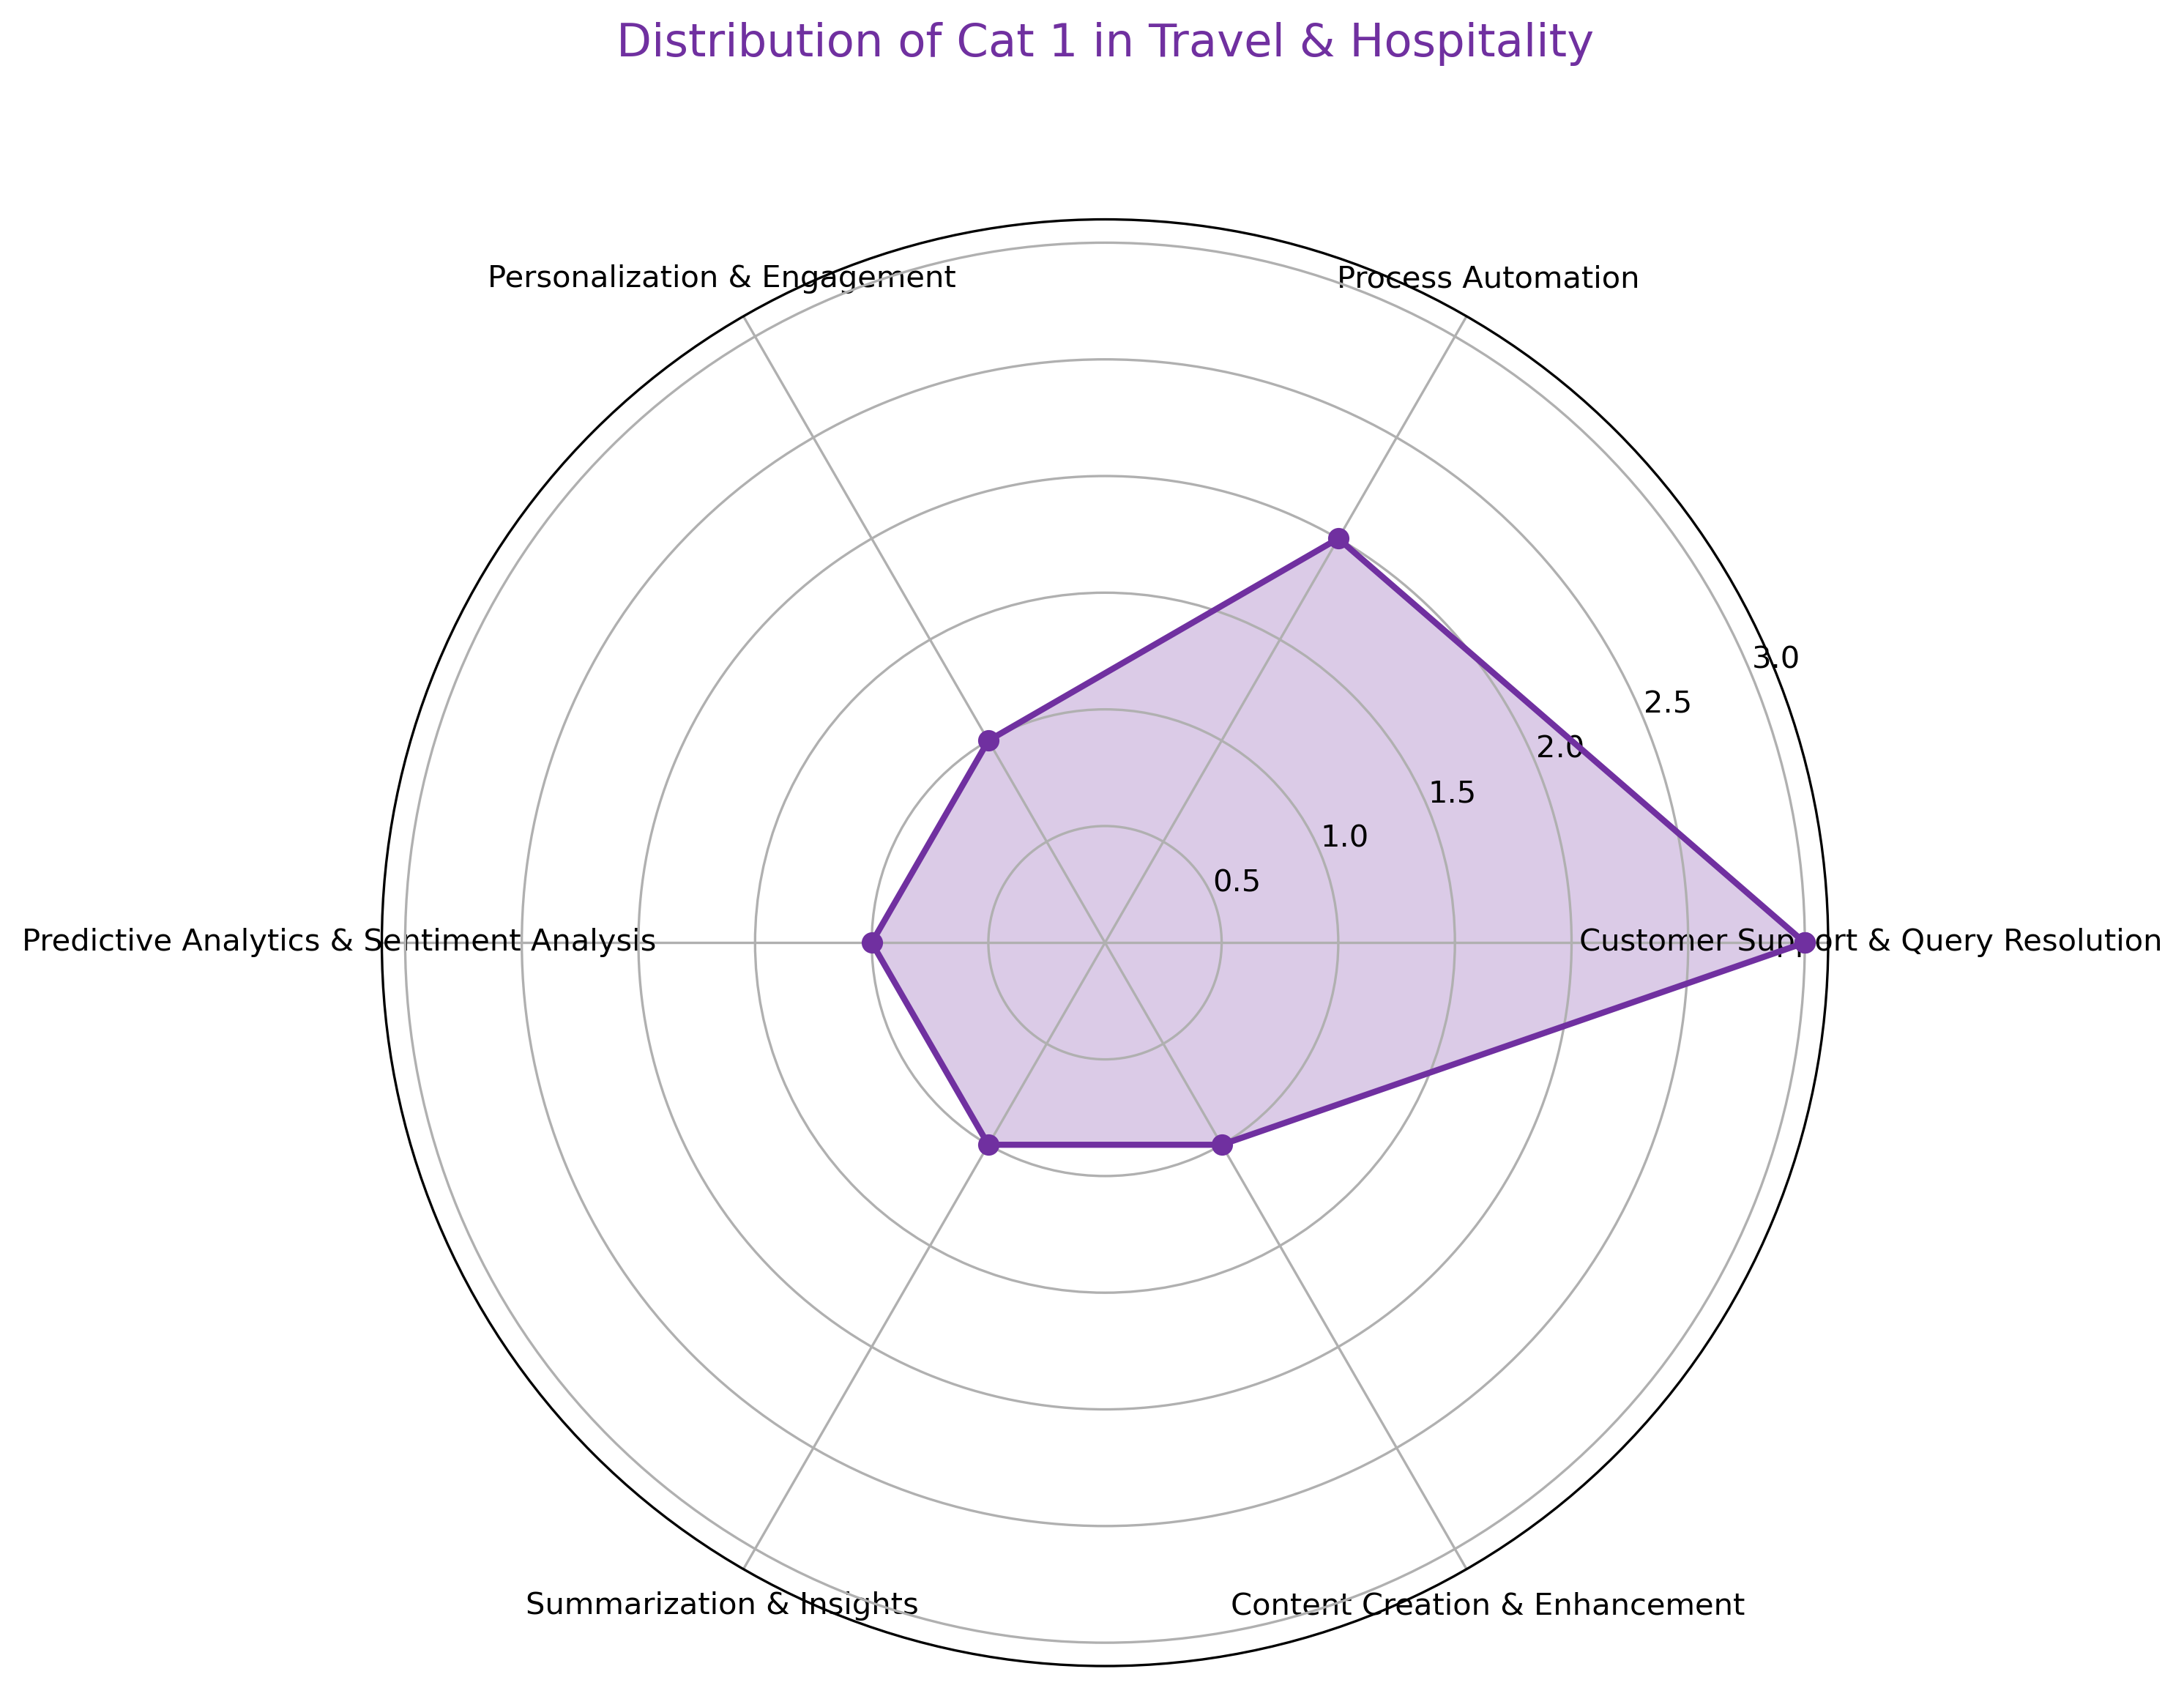 Distribution of Cat 1 in Travel & Hospitality
Personalization & Engagement
Process Automation
3.0
2.5
2.0
1.5
1.0
0.5
Predictive Analytics & Sentiment Analysis
Customer Support & Query Resolution
Summarization & Insights
Content Creation & Enhancement